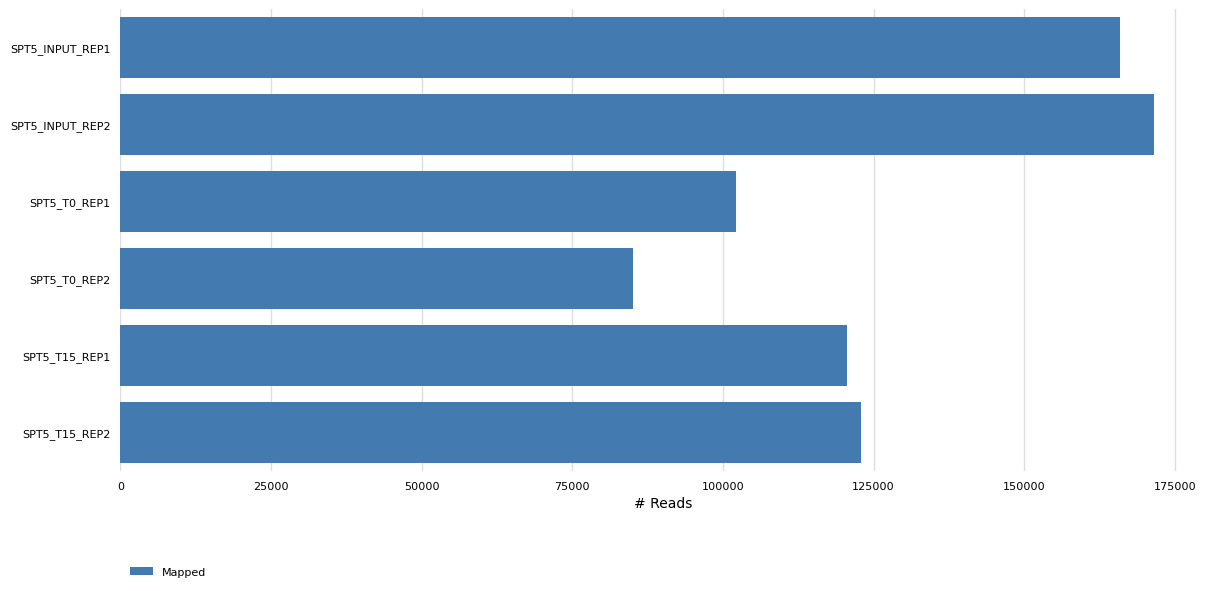 SPT5_INPUT_REP1
SPT5_INPUT_REP2
SPT5_T0_REP1
SPT5_T0_REP2
SPT5_T15_REP1
SPT5_T15_REP2
0 25000 50000 75000 100000 125000 150000 175000
# Reads
Mapped